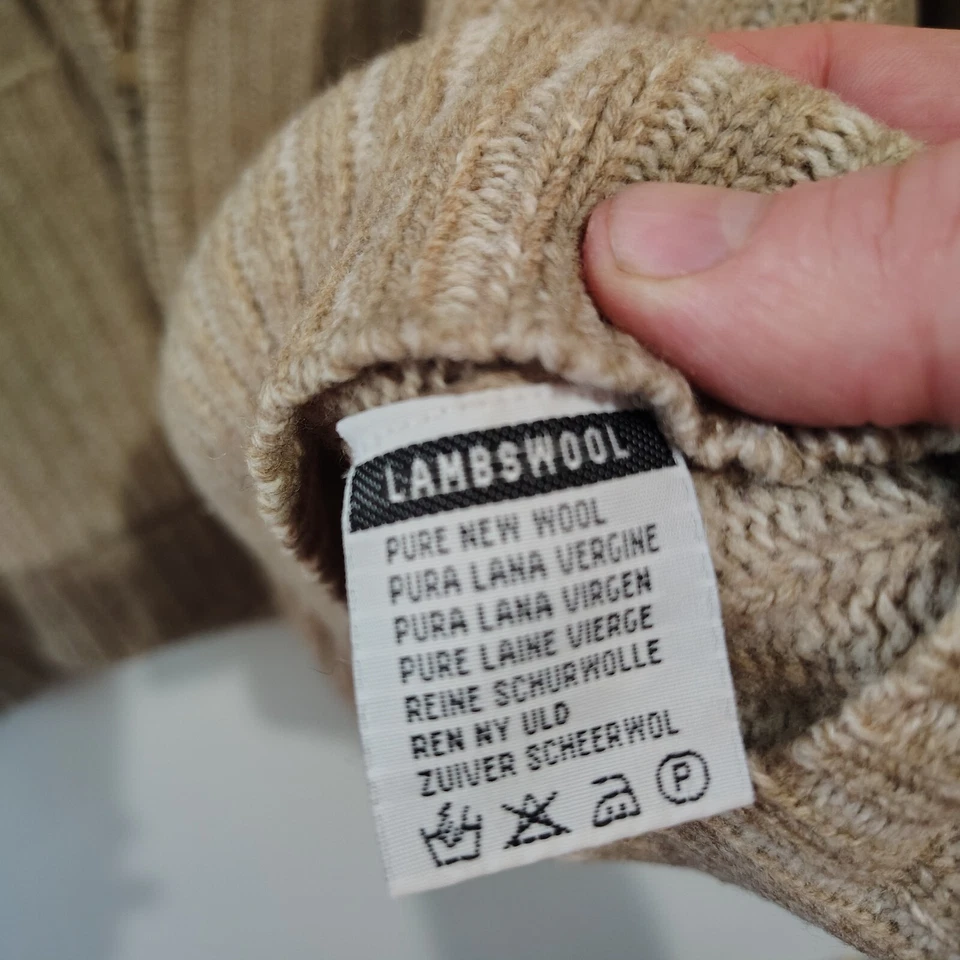 LAMBSWOOL
PURE NEW WOOL
PURA LANA VERGINE
PURA LANA VIRGEN
PURE LAINE VIERGE
REINE SCHURWOLLE
REN NY ULD
ZUIVER SCHEERWOL
P